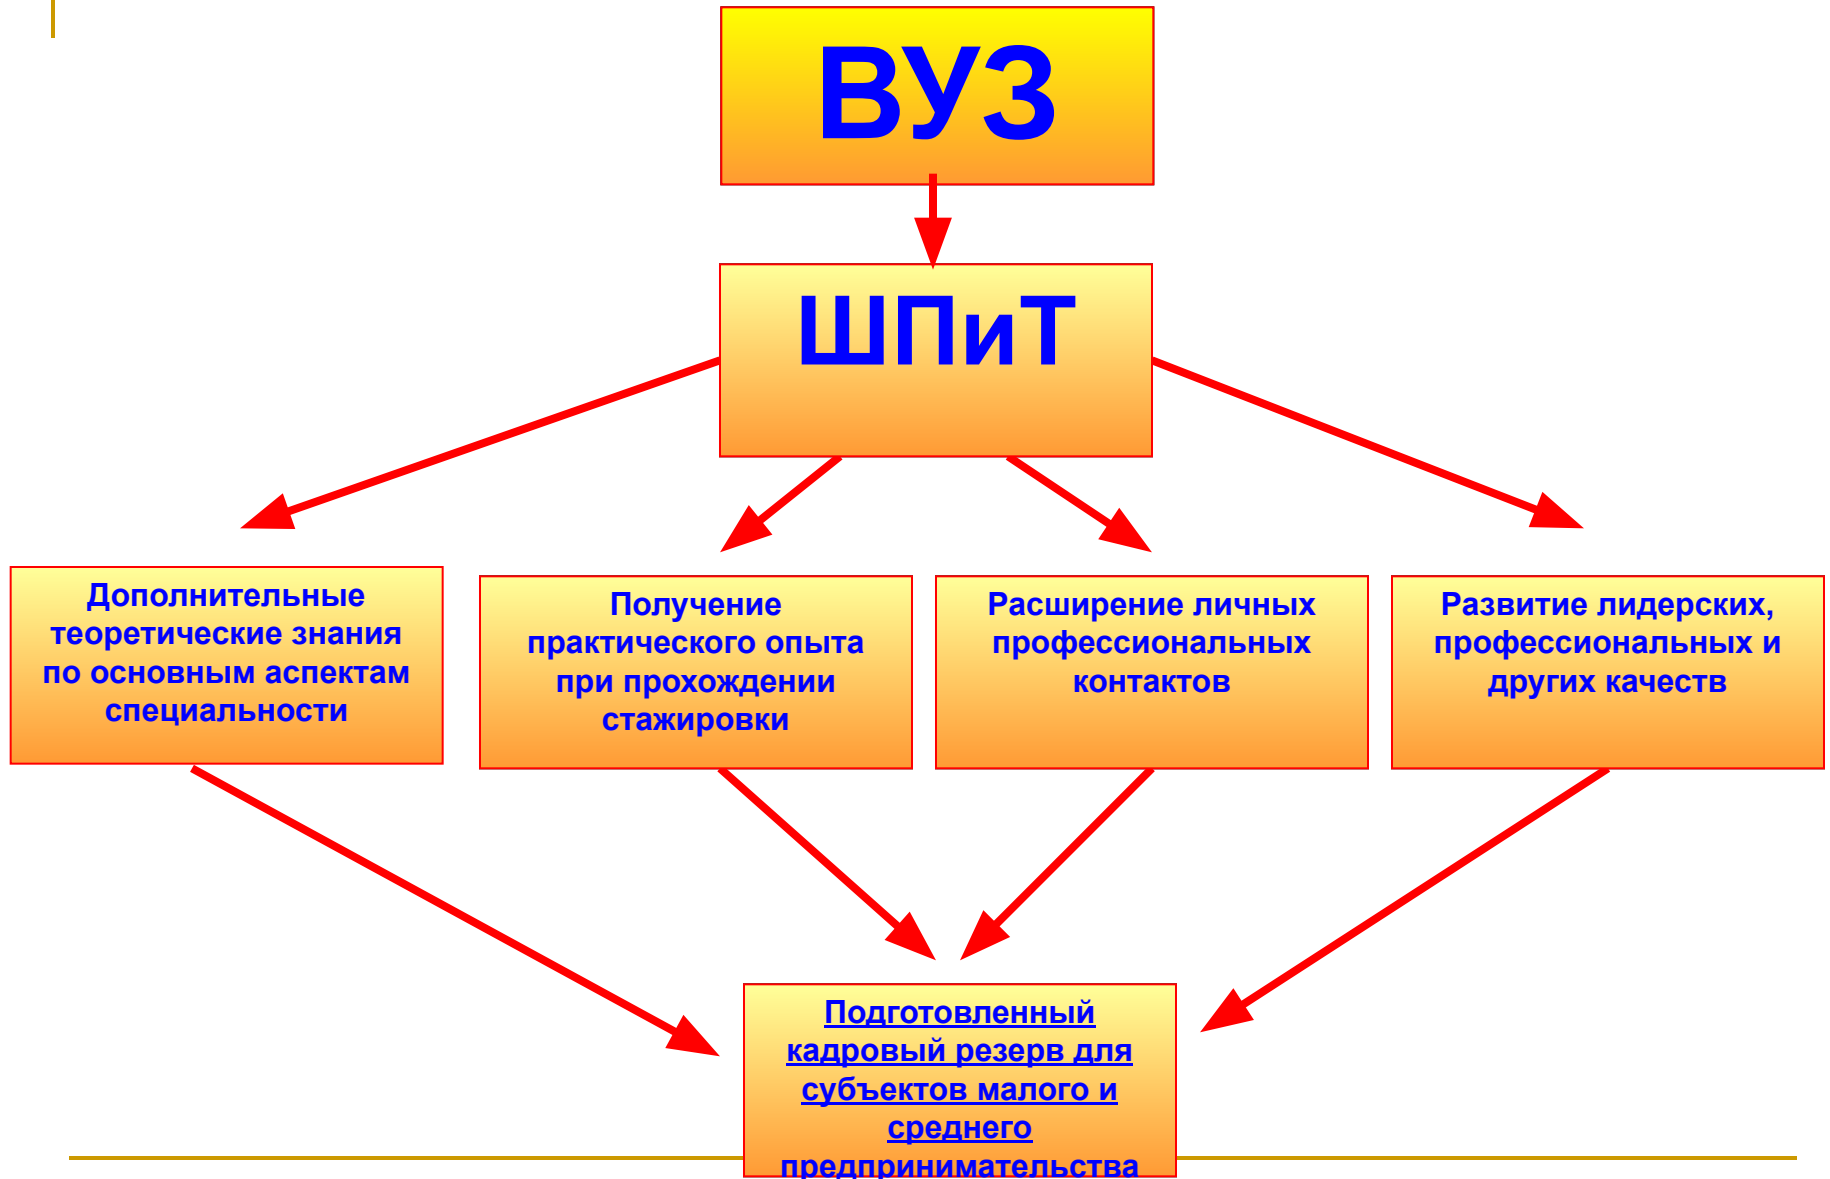 ВУЗ
ШПиТ
Дополнительные
теоретические знания
по основным аспектам
специальности
Получение
практического опыта
при прохождении
стажировки
Расширение личных
профессиональных
контактов
Развитие лидерских,
профессиональных и
других качеств
Подготовленный
кадровый резерв для
субъектов малого и
среднего
предпринимательства